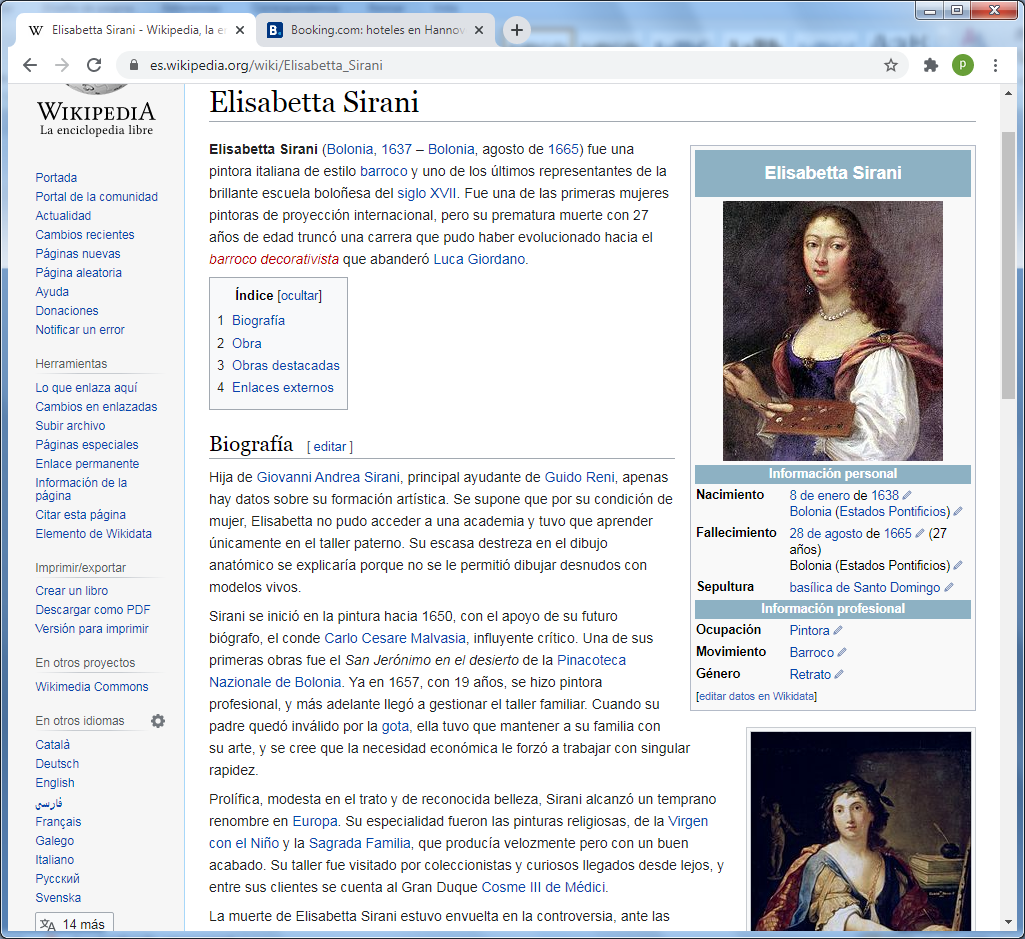 Elisabetta Sirani - Wikipedia, la e
Booking.com: hoteles en Hannov
es.wikipedia.org/wiki/Elisabetta_Sirani
P
WIKIPEDIA
La enciclopedia libre
Portada
Portal de la comunidad
Actualidad
Cambios recientes
Páginas nuevas
Página aleatoria
Ayuda
Donaciones
Notificar un error
Herramientas
Lo que enlaza aquí
Cambios en enlazadas
Subir archivo
Páginas especiales
Enlace permanente
Información de la
página
Citar esta página
Elemento de Wikidata
Imprimir/exportar
Crear un libro
Descargar como PDF
Versión para imprimir
En otros proyectos
Wikimedia Commons
En otros idiomas
Català
Deutsch
English
فارسی
Français
Galego
Italiano
Русский
Svenska
14 más
Elisabetta Sirani
Elisabetta Sirani (Bolonia, 1637 – Bolonia, agosto de 1665) fue una
pintora italiana de estilo barroco y uno de los últimos representantes de la
brillante escuela boloñesa del siglo XVII. Fue una de las primeras mujeres
pintoras de proyección internacional, pero su prematura muerte con 27
años de edad truncó una carrera que pudo haber evolucionado hacia el
barroco decorativista que abanderó Luca Giordano.
Índice [ocultar]
1 Biografía
2 Obra
3 Obras destacadas
4 Enlaces externos
Biografía [ editar ]
Hija de Giovanni Andrea Sirani, principal ayudante de Guido Reni, apenas
hay datos sobre su formación artística. Se supone que por su condición de
mujer, Elisabetta no pudo acceder a una academia y tuvo que aprender
únicamente en el taller paterno. Su escasa destreza en el dibujo
anatómico se explicaría porque no se le permitió dibujar desnudos con
modelos vivos.
Sirani se inició en la pintura hacia 1650, con el apoyo de su futuro
biógrafo, el conde Carlo Cesare Malvasia, influyente crítico. Una de sus
primeras obras fue el San Jerónimo en el desierto de la Pinacoteca
Nazionale de Bolonia. Ya en 1657, con 19 años, se hizo pintora
profesional, y más adelante llegó a gestionar el taller familiar. Cuando su
padre quedó inválido por la gota, ella tuvo que mantener a su familia con
su arte, y se cree que la necesidad económica le forzó a trabajar con singular
rapidez.
Prolífica, modesta en el trato y de reconocida belleza, Sirani alcanzó un temprano
renombre en Europa. Su especialidad fueron las pinturas religiosas, de la Virgen
con el Niño y la Sagrada Familia, que producía velozmente pero con un buen
acabado. Su taller fue visitado por coleccionistas y curiosos llegados desde lejos, y
entre sus clientes se cuenta al Gran Duque Cosme III de Médici.
La muerte de Elisabetta Sirani estuvo envuelta en la controversia, ante las
Elisabetta Sirani
Información personal
Nacimiento 8 de enero de 1638
Bolonia (Estados Pontificios)
Fallecimiento 28 de agosto de 1665 (27
años)
Bolonia (Estados Pontificios)
Sepultura basílica de Santo Domingo
Información profesional
Ocupación Pintora
Movimiento Barroco
Género Retrato
[editar datos en Wikidata]